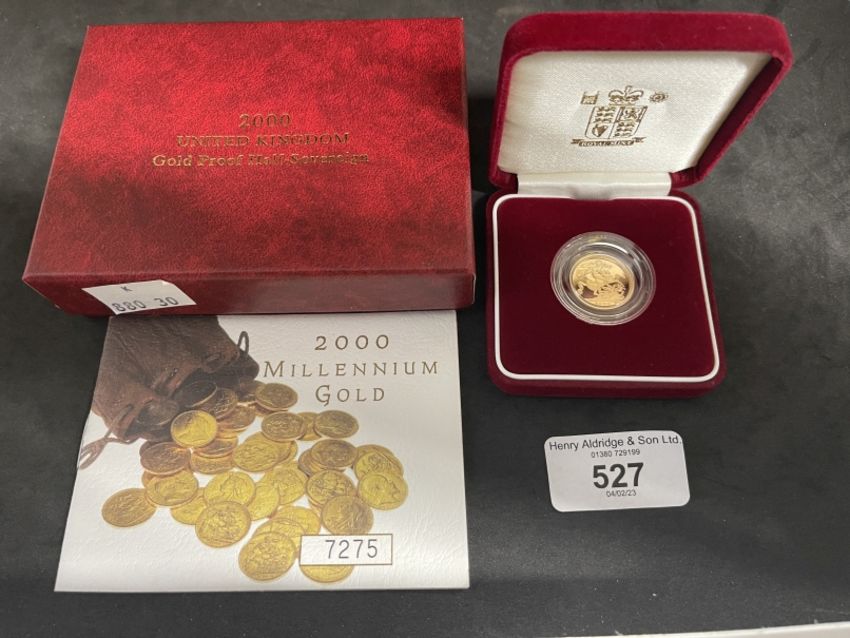 2000
UNITED KINGDOM
Gold Proof Half-Sovereign
K
880 30
ROYAL MINT
2000
MILLENNIUM
GOLD
7275
Henry Aldridge & Son Ltd.
01380 729199
527
04/02/23